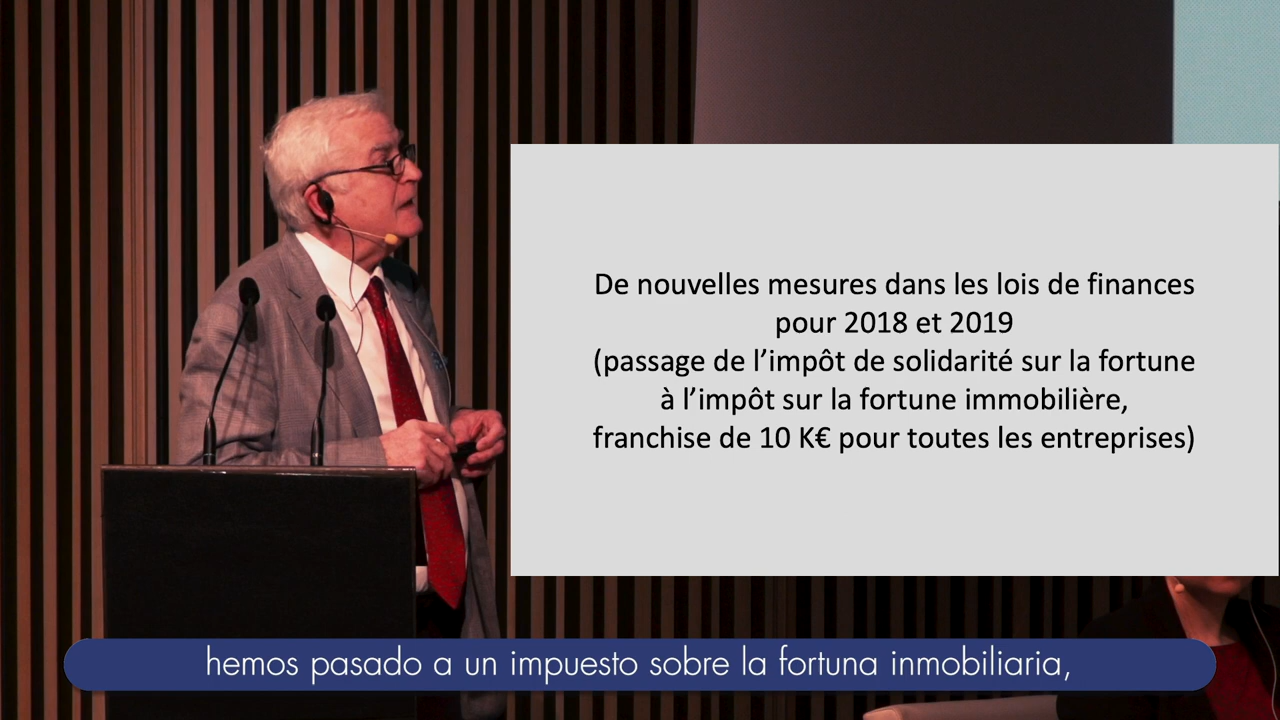 De nouvelles mesures dans les lois de finances
pour 2018 et 2019
(passage de l’impôt de solidarité sur la fortune
à l’impôt sur la fortune immobilière,
franchise de 10 K€ pour toutes les entreprises)
hemos pasado a un impuesto sobre la fortuna inmobiliaria,